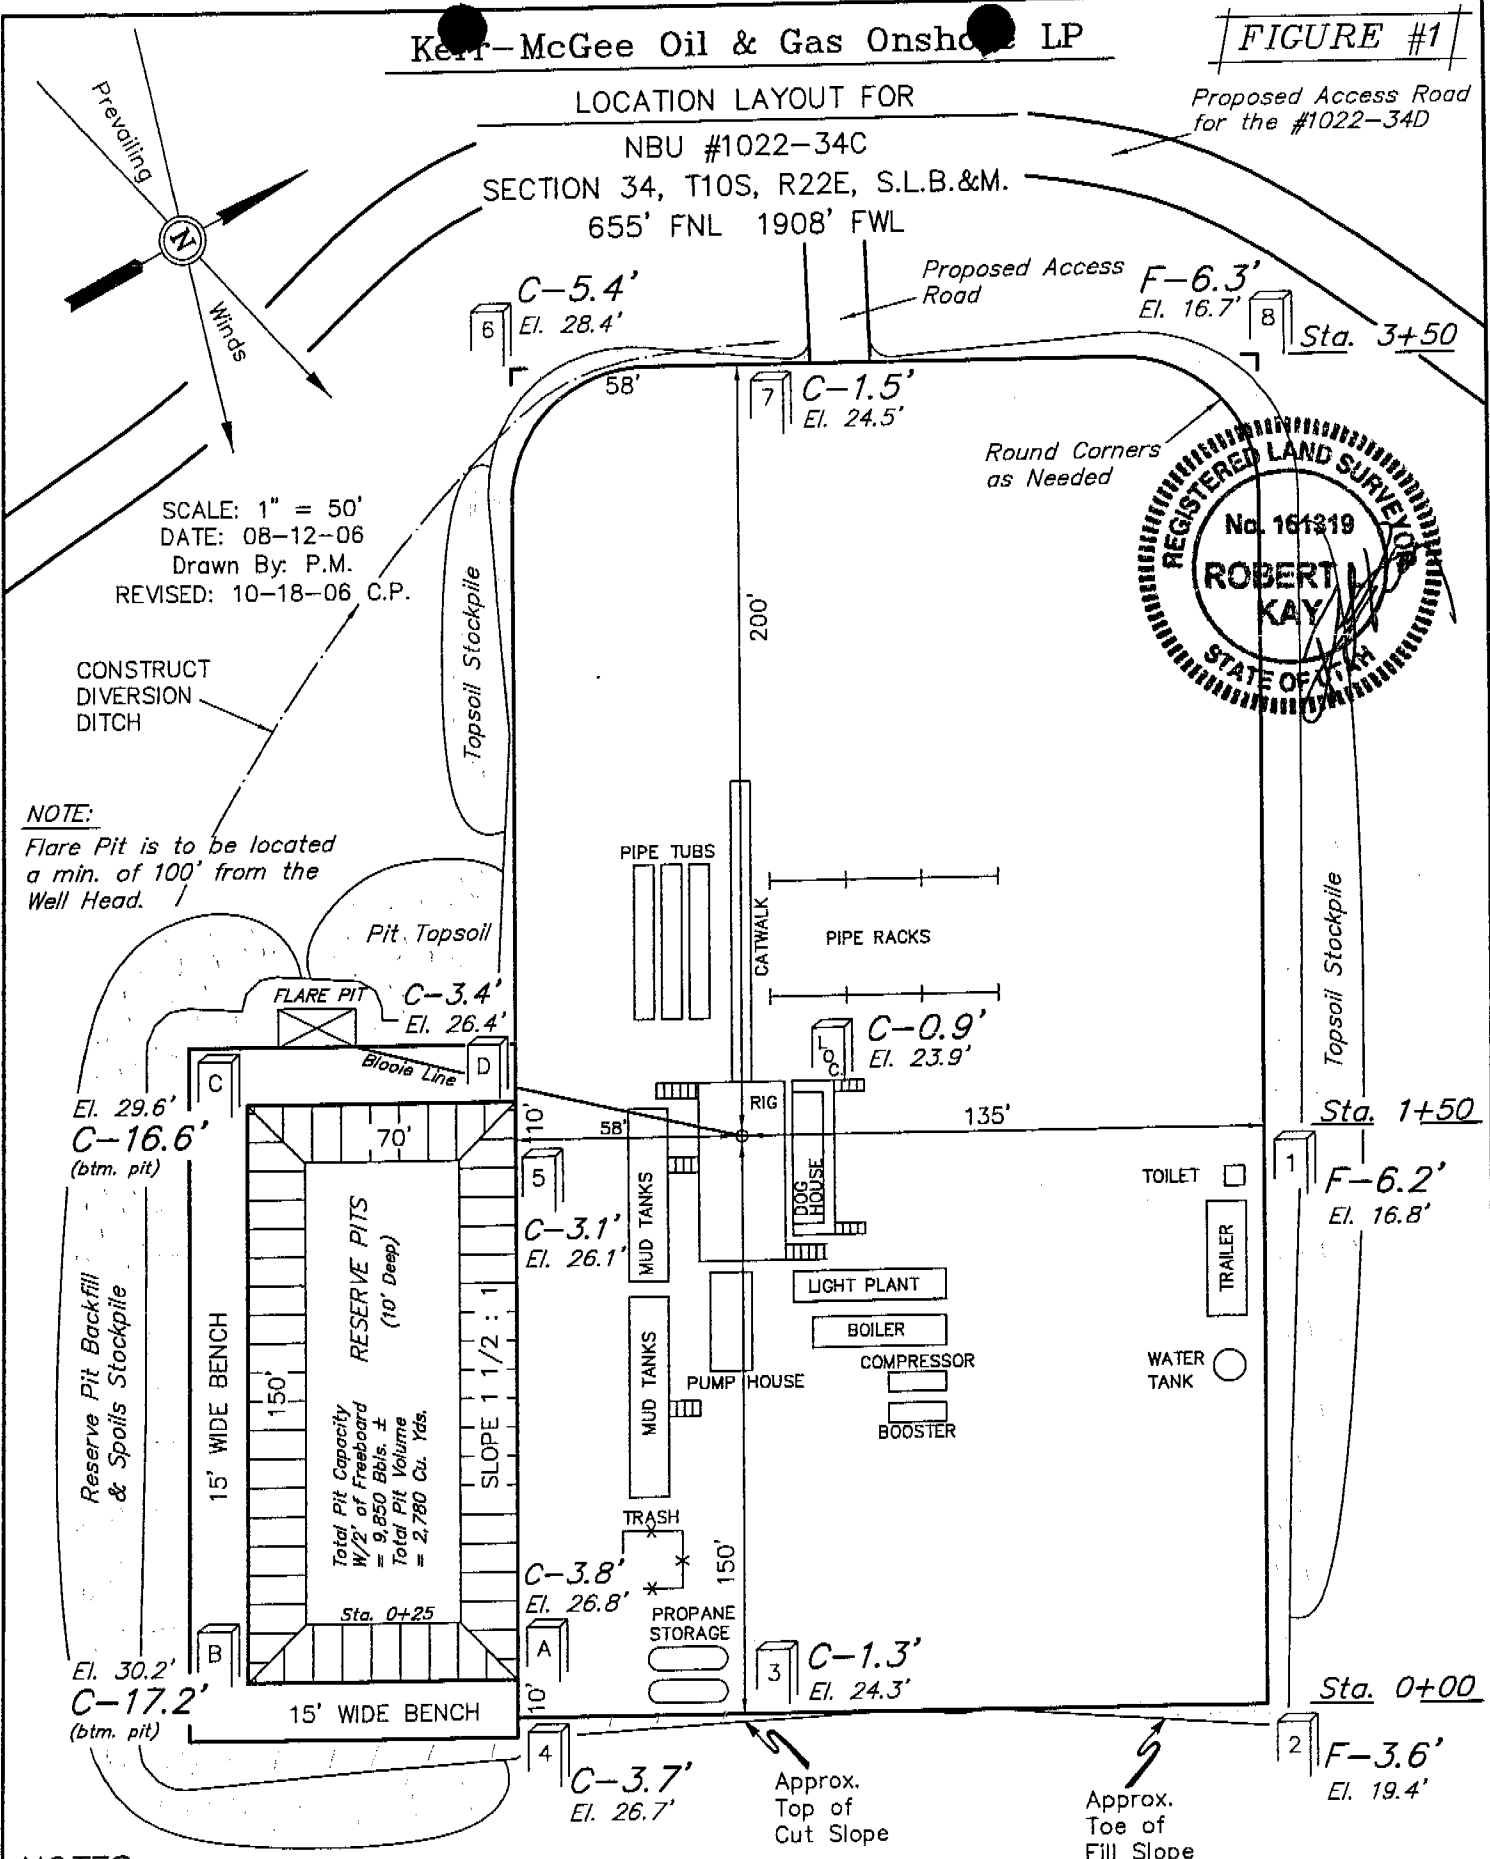 Kerr-McGee Oil & Gas Onshore LP
FIGURE #1
LOCATION LAYOUT FOR
NBU #1022-34C
SECTION 34, T10S, R22E, S.L.B.&M.
655' FNL 1908' FWL
Proposed Access Road
for the #1022-34D
Prevailing
N
Winds
Proposed Access
Road
C-5.4'
El. 28.4'
6
F-6.3'
El. 16.7'
8
Sta. 3+50
58'
7
C-1.5'
El. 24.5'
Round Corners
as Needed
REGISTERED LAND SURVEYOR
No. 161319
ROBERT
KAY
STATE OF UTAH
SCALE: 1" = 50'
DATE: 08-12-06
Drawn By: P.M.
REVISED: 10-18-06 C.P.
CONSTRUCT
DIVERSION
DITCH
Topsoil Stockpile
200'
NOTE:
Flare Pit is to be located
a min. of 100' from the
Well Head.
Pit Topsoil
PIPE TUBS
CATWALK
PIPE RACKS
Topsoil Stockpile
FLARE PIT
C-3.4'
El. 26.4'
D
Blooie Line
C
El. 29.6'
C-16.6'
(btm. pit)
LOC.
C-0.9'
El. 23.9'
RIG
10'
58'
135'
Sta. 1+50
1
F-6.2'
El. 16.8'
70'
5
C-3.1'
El. 26.1'
MUD TANKS
DOG
HOUSE
TOILET
TRAILER
LIGHT PLANT
BOILER
COMPRESSOR
BOOSTER
PUMP HOUSE
MUD TANKS
WATER
TANK
Reserve Pit Backfill
& Spoils Stockpile
15' WIDE BENCH
150'
RESERVE PITS
(10' Deep)
SLOPE 1 1/2 : 1
Total Pit Capacity
W/2' of Freeboard
= 9,850 Bbls. ±
Total Pit Volume
= 2,780 Cu. Yds.
TRASH
150'
C-3.8'
El. 26.8'
A
Sta. 0+25
PROPANE
STORAGE
B
El. 30.2'
C-17.2'
(btm. pit)
15' WIDE BENCH
10'
3
C-1.3'
El. 24.3'
Sta. 0+00
2
F-3.6'
El. 19.4'
4
C-3.7'
El. 26.7'
Approx.
Top of
Cut Slope
Approx.
Toe of
Fill Slope